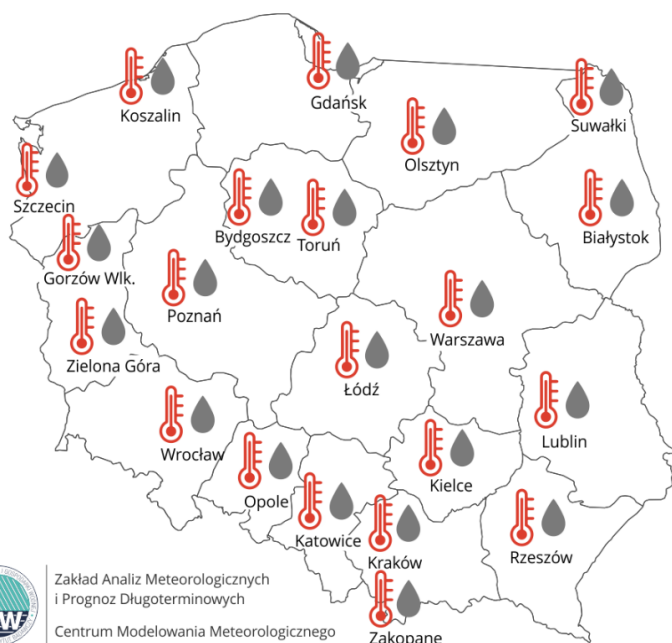 Gdańsk
Koszalin
Suwałki
Olsztyn
Szczecin
Bydgoszcz
Toruń
Białystok
Gorzów Wlk.
Poznań
Warszawa
Zielona Góra
Łódź
Lublin
Wrocław
Kielce
Opole
Katowice
Kraków
Rzeszów
Zakład Analiz Meteorologicznych
i Prognoz Długoterminowych
Centrum Modelowania Meteorologicznego
Zakopane
W